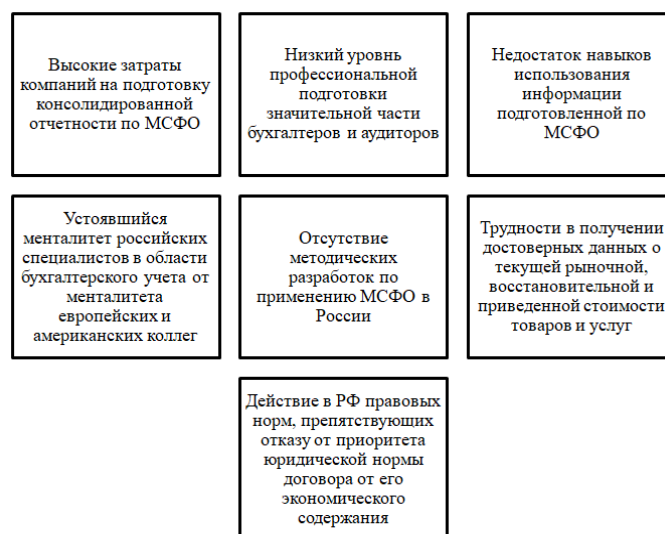 Высокие затраты
компаний на подготовку
консолидированной
отчетности по МСФО
Низкий уровнь
профессиональной
подготовки
значительной части
бухгалтеров и аудиторов
Недостаток навыков
использования
информации
подготовленной по
МСФО
Устоявшийся
менталитет российских
специалистов в области
бухгалтерского учета от
менталитета
европейских и
американских коллег
Отсутствие
методических
разработок по
применению МСФО в
России
Трудности в получении
достоверных данных о
текущей рыночной,
восстановительной и
приведенной стоимости
товаров и услуг
Действие в РФ правовых
норм, препятствующих
отказу от приоритета
юридической нормы
договора от его
экономического
содержания